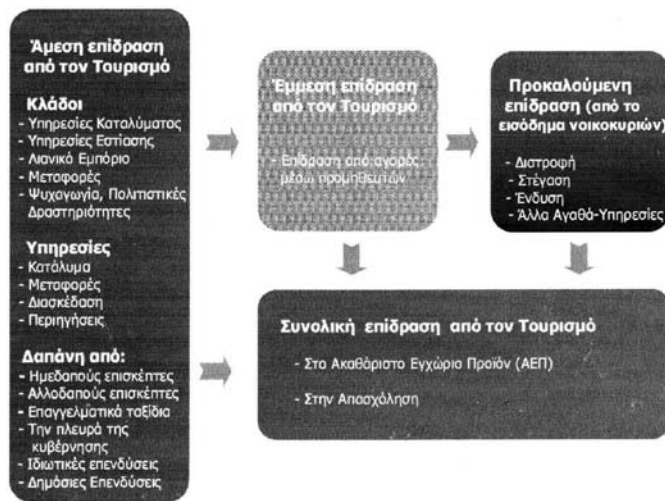 Άμεση επίδραση
από τον Τουρισμό
Κλάδοι
- Υπηρεσίες Καταλύματος
- Υπηρεσίες Εστίασης
- Λιανικό Εμπόριο
- Μεταφορές
- Ψυχαγωγία, Πολιτιστικές
Δραστηριότητες
Υπηρεσίες
- Κατάλυμα
- Μεταφορές
- Διασκέδαση
- Περιηγήσεις
Δαπάνη από:
- Ημεδαπούς επισκέπτες
- Αλλοδαπούς επισκέπτες
- Επαγγελματικά ταξίδια
- Την πλευρά της
κυβέρνησης
- Ιδιωτικές επενδύσεις
- Δημόσιες Επενδύσεις
Έμμεση επίδραση
από τον Τουρισμό
- Επίδραση από αγορές
μέσω προμηθευτών
Προκαλούμενη
επίδραση (από το
εισόδημα νοικοκυριών)
- Διατροφή
- Στέγαση
- Ένδυση
- Άλλα Αγαθά-Υπηρεσίες
Συνολική επίδραση από τον Τουρισμό
- Στο Ακαθάριστο Εγχώριο Προϊόν (ΑΕΠ)
- Στην Απασχόληση